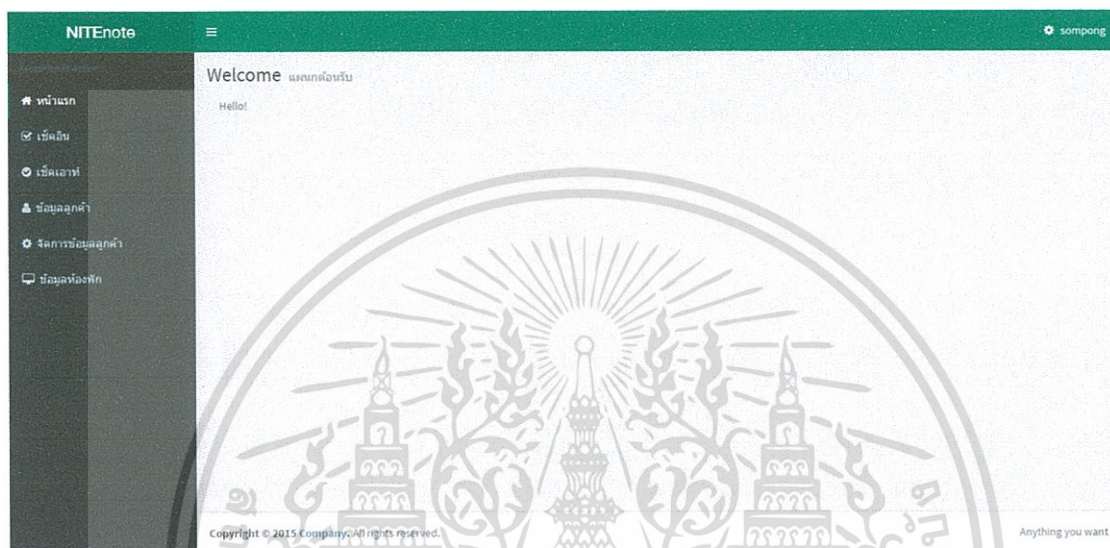 NITEnote
sompong
Welcome แผนกต้อนรับ
Hello!
หน้าแรก
เช็คอิน
เช็คเอาท์
ข้อมูลลูกค้า
จัดการข้อมูลลูกค้า
ข้อมูลห้องพัก
Copyright © 2015 Company. All rights reserved.
Anything you want